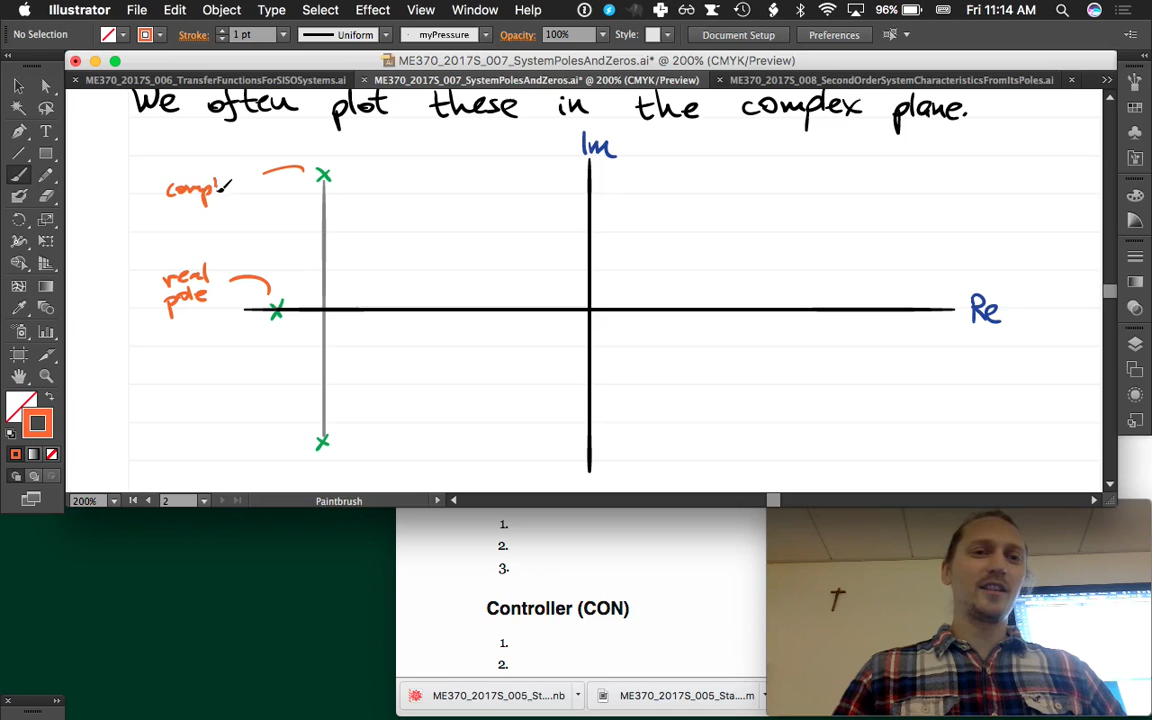 Illustrator File Edit Object Type Select Effect View Window Help 96% Fri 11:14 AM
No Selection Stroke: 1 pt Uniform myPressure Opacity: 100% Style: Document Setup Preferences
ME370_2017S_007_SystemPolesAndZeros.ai* @ 200% (CMYK/Preview)
ME370_2017S_006_TransferFunctionsForSISOSystems.ai ME370_2017S_007_SystemPolesAndZeros.ai* @ 200% (CMYK/Preview) ME370_2017S_008_SecondOrderSystemCharacteristicsFromItsPoles.ai
We often plot these in the complex plane.
Im
compl
real
pole
Re
200% 2 Paintbrush
1.
2.
3.
Controller (CON)
1.
2.
ME370_2017S_005_St....nb ME370_2017S_005_Sta....m